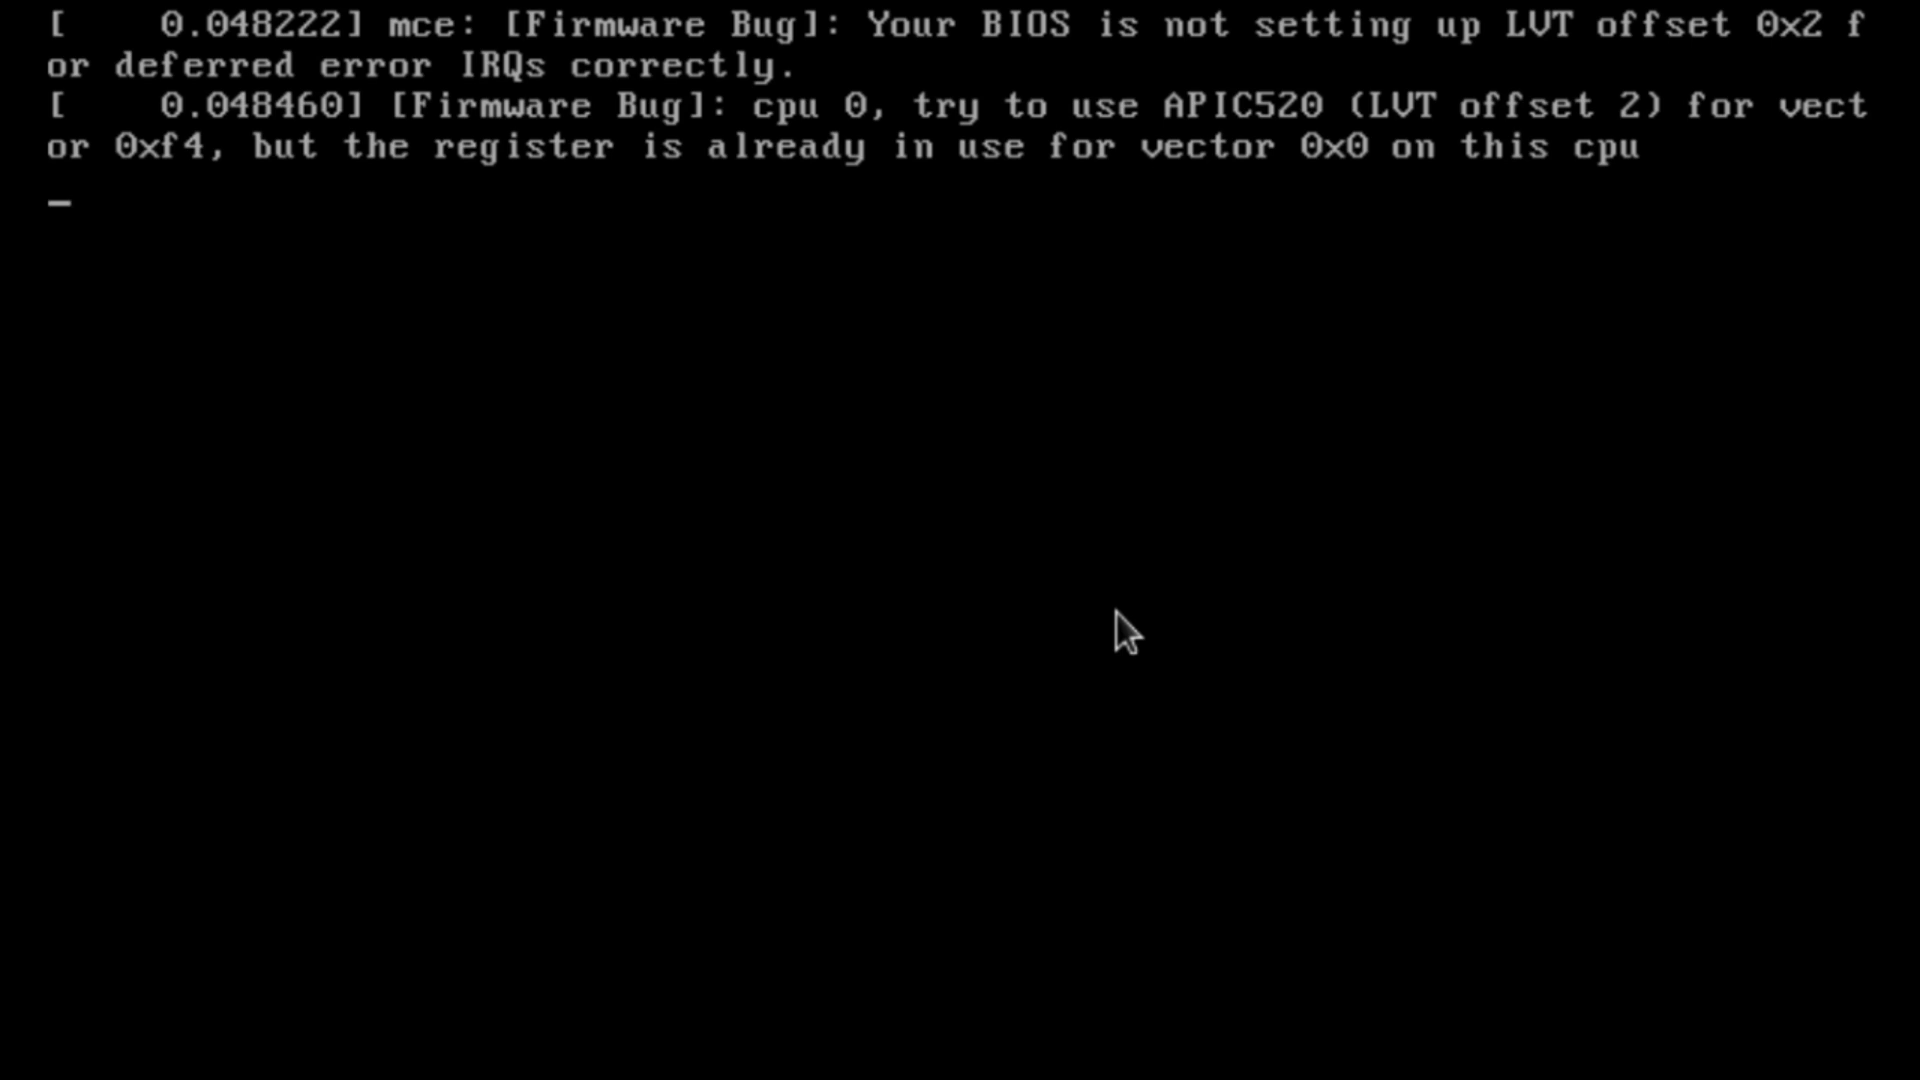 [    0.048222] mce: [Firmware Bug]: Your BIOS is not setting up LVT offset 0x2 f
or deferred error IRQs correctly.
[    0.048460] [Firmware Bug]: cpu 0, try to use APIC520 (LVT offset 2) for vect
or 0xf4, but the register is already in use for vector 0x0 on this cpu
_